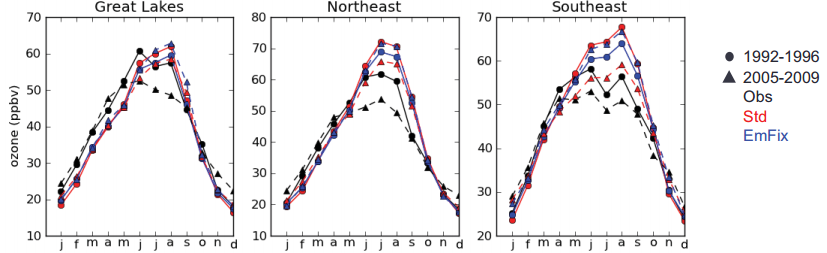 Great Lakes
Northeast
Southeast
ozone (ppbv)
70
60
50
40
30
20
10
j f m a m j j a s o n d
80
70
60
50
40
30
20
10
j f m a m j j a s o n d
70
60
50
40
30
20
j f m a m j j a s o n d
1992-1996
2005-2009
Obs
Std
EmFix